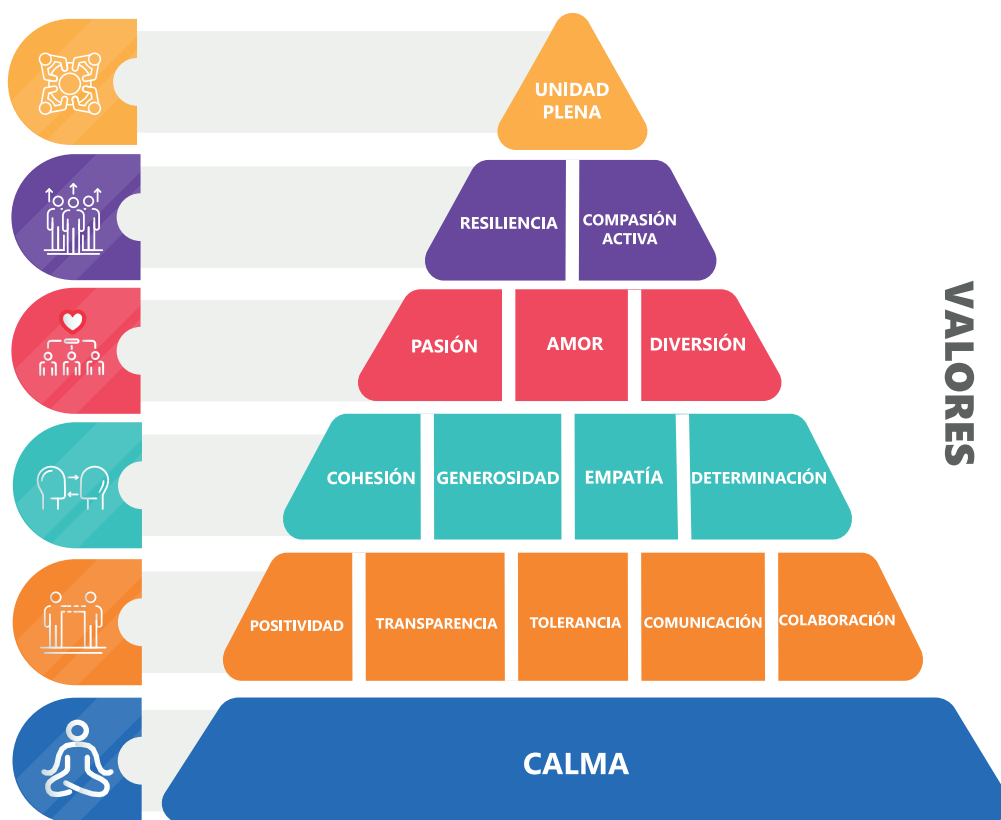 UNIDAD
PLENA
RESILIENCIA
COMPASIÓN
ACTIVA
PASIÓN
AMOR
DIVERSIÓN
VALORES
COHESIÓN
GENEROSIDAD
EMPATÍA
DETERMINACIÓN
POSITIVIDAD
TRANSPARENCIA
TOLERANCIA
COMUNICACIÓN
COLABORACIÓN
CALMA